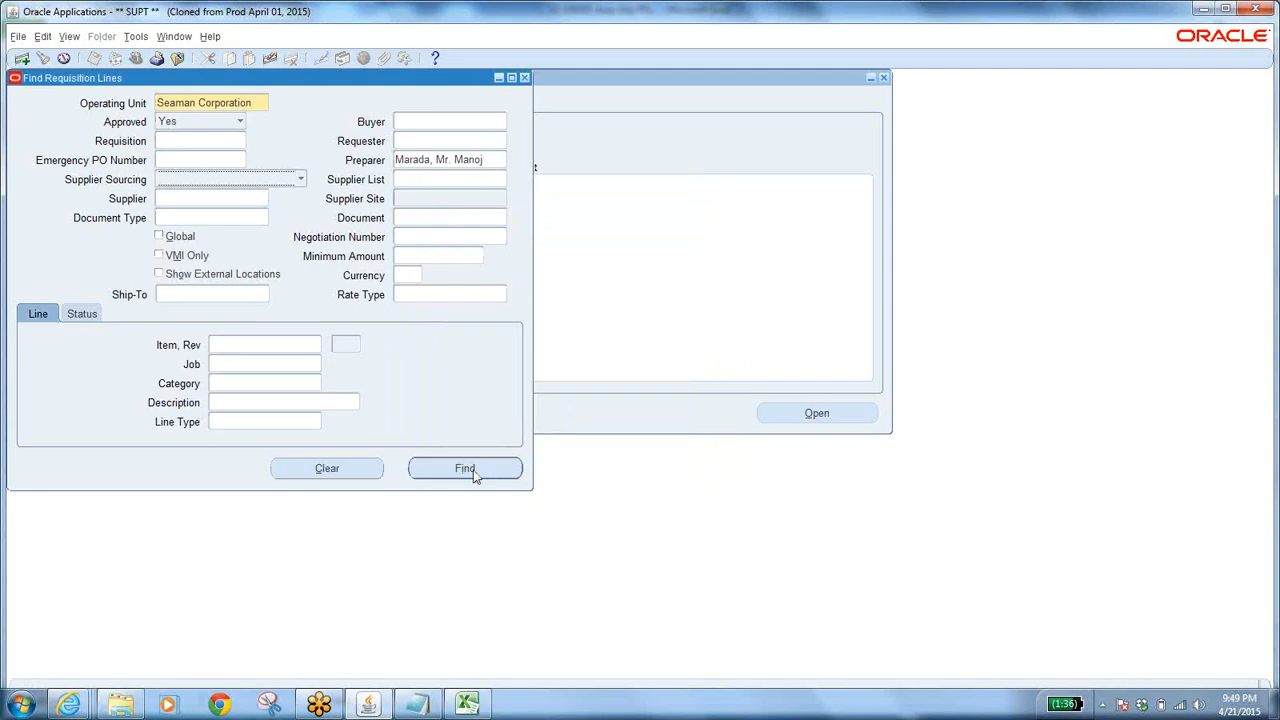 Oracle Applications - ** SUPT ** (Cloned from Prod April 01, 2015)
File Edit View Folder Tools Window Help
ORACLE
Find Requisition Lines
Operating Unit Seaman Corporation
Approved Yes
Buyer
Requisition
Requester
Emergency PO Number
Preparer Marada, Mr. Manoj
Supplier Sourcing
Supplier List
Supplier
Supplier Site
Document Type
Document
Global
Negotiation Number
VMI Only
Minimum Amount
Show External Locations
Currency
Ship-To
Rate Type
Line Status
Item, Rev
Job
Category
Description
Line Type
Clear Find
Open
(1:36)
9:49 PM
4/21/2015